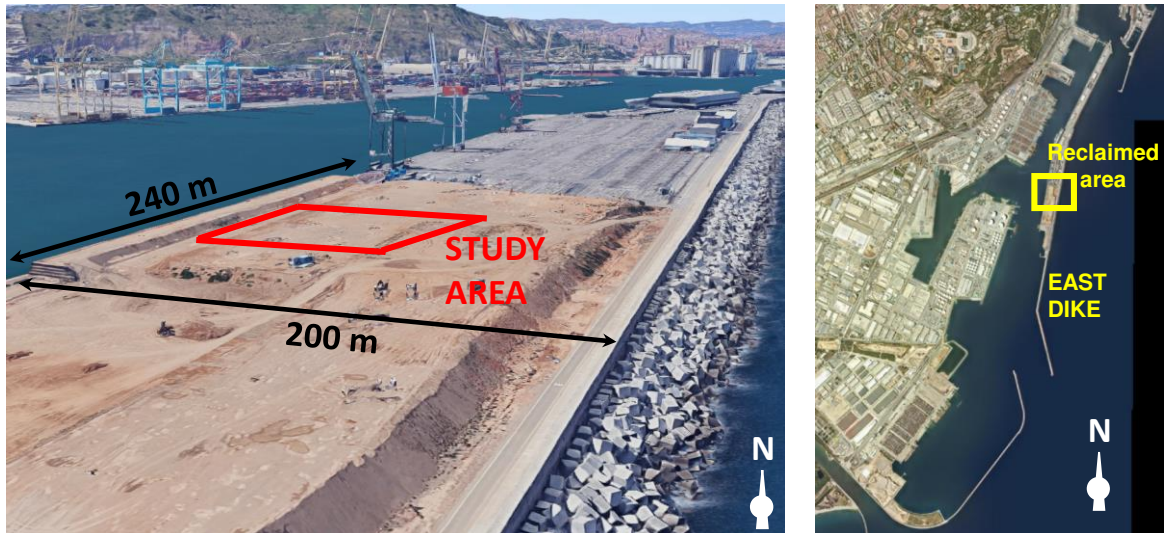 240 m
STUDY
AREA
200 m
N
Reclaimed
area
EAST
DIKE
N